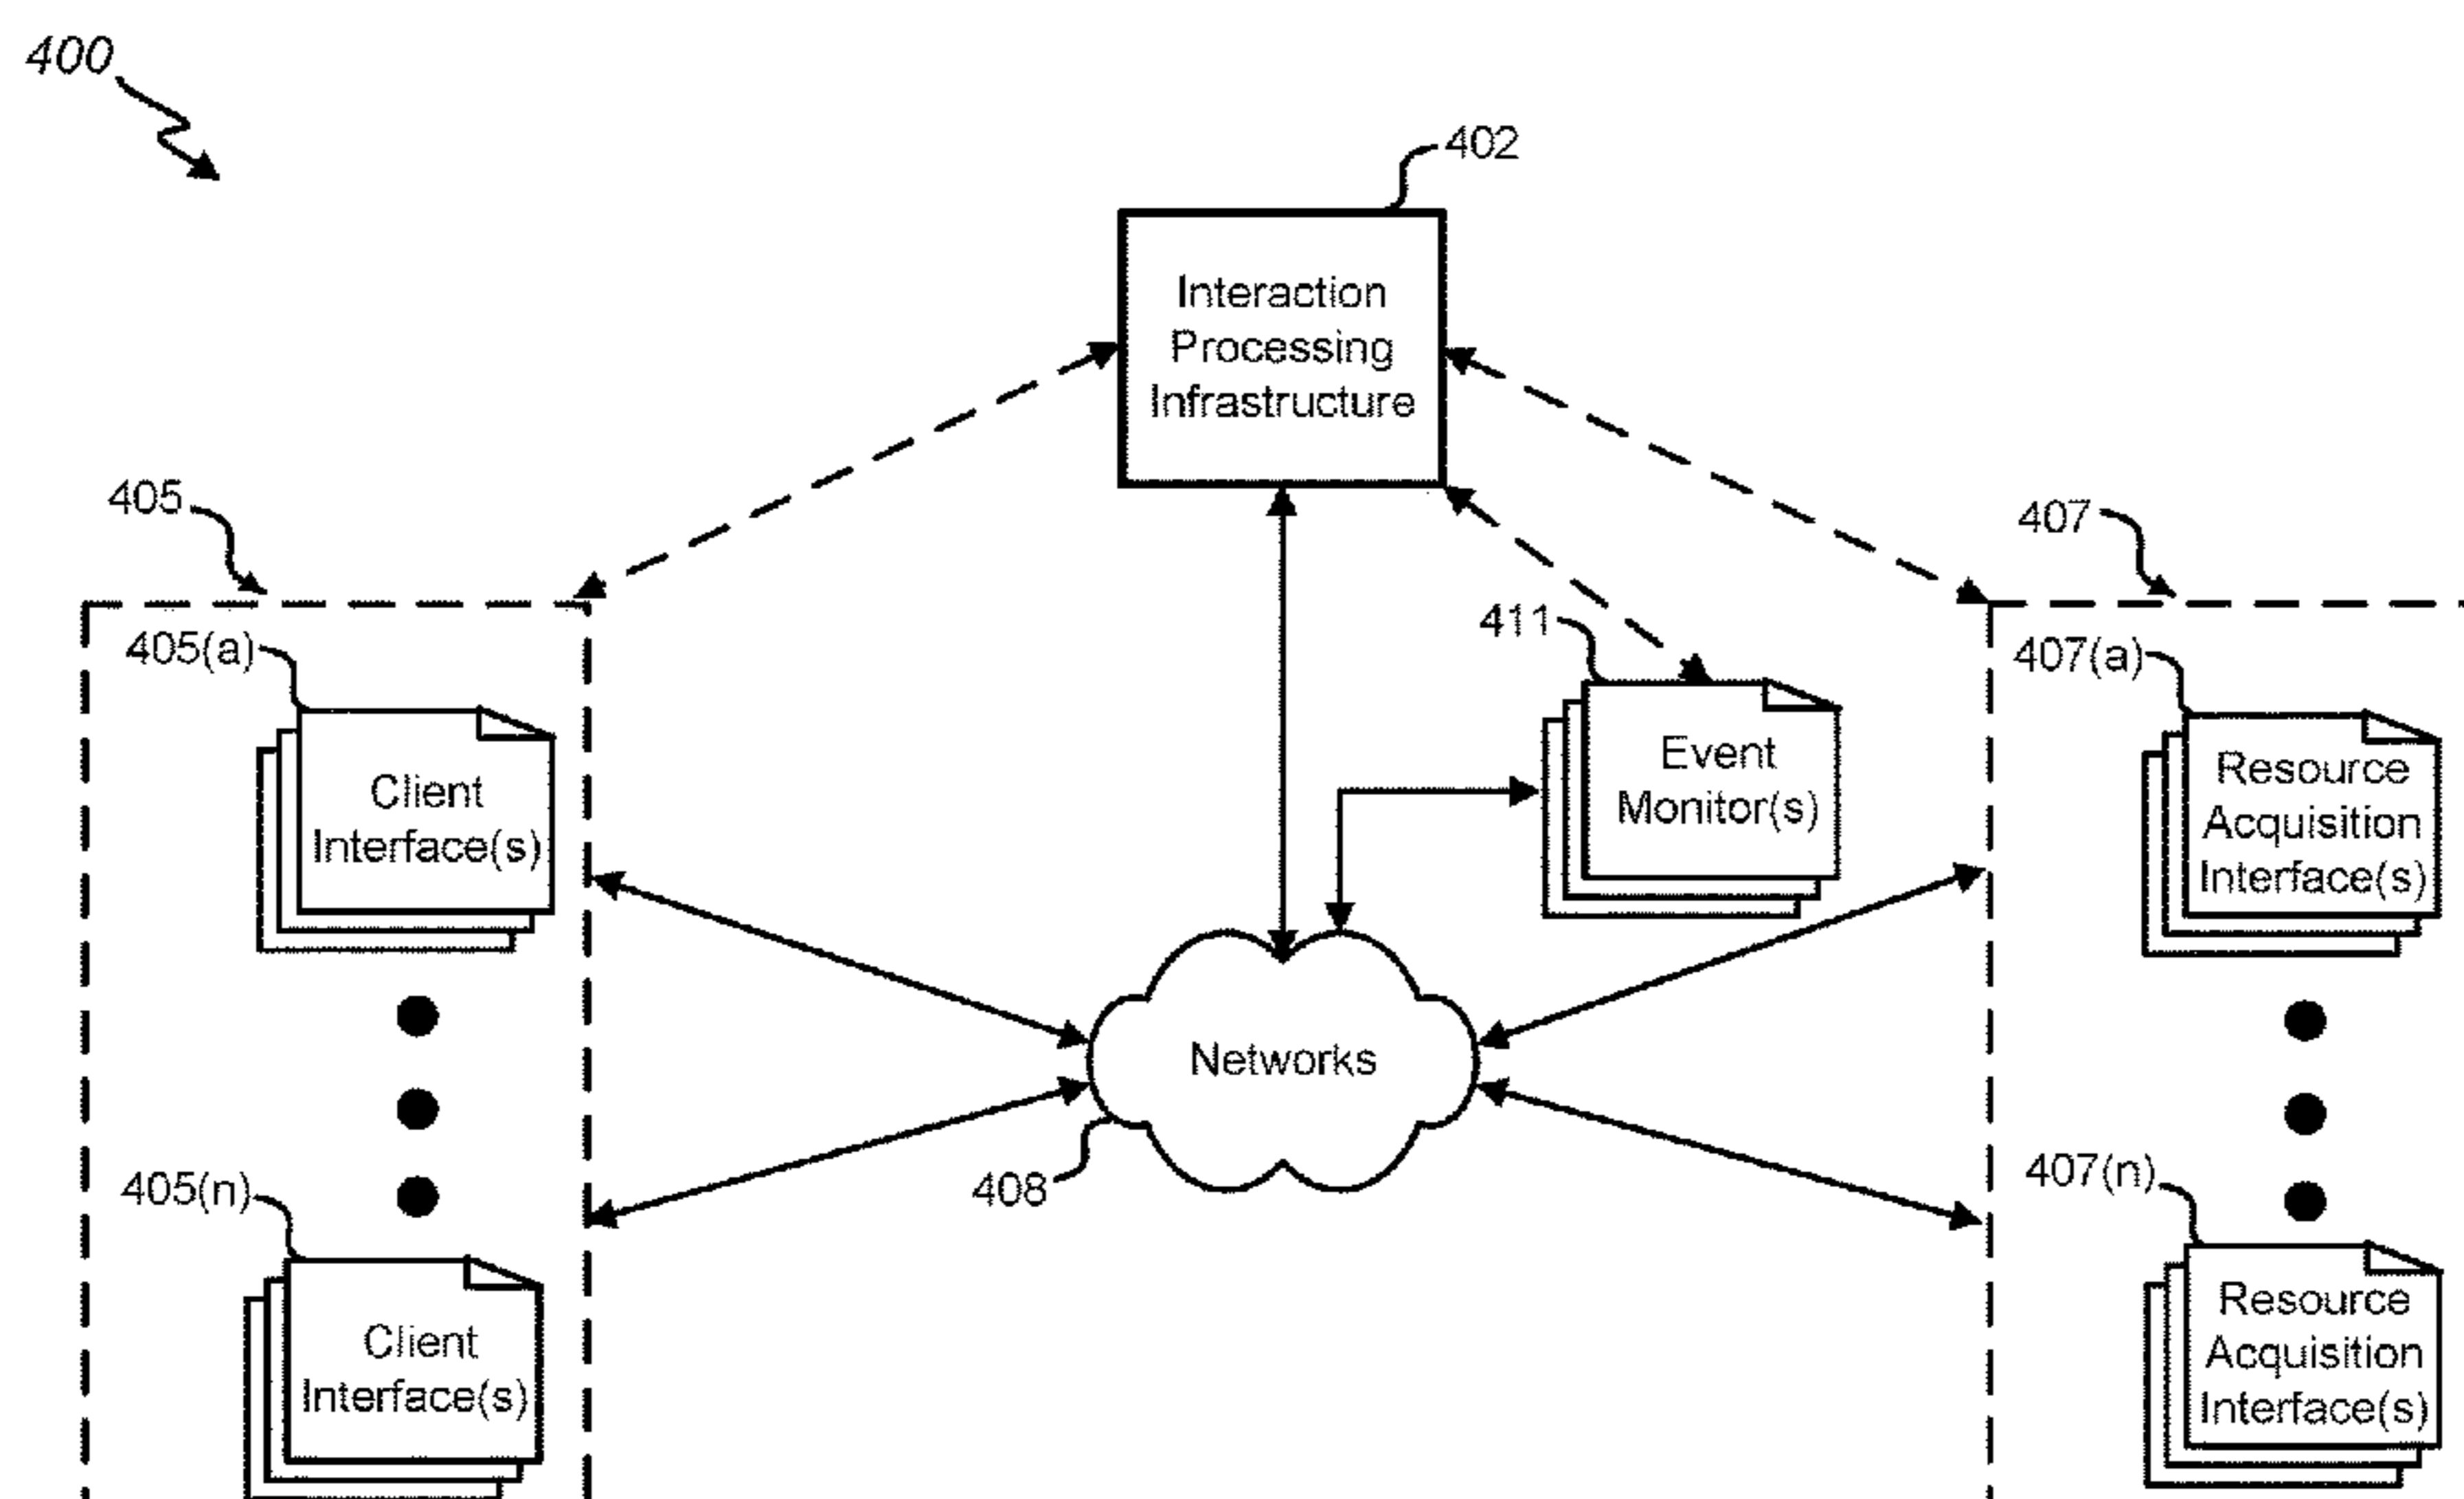 400
402
Interaction
Processing
Infrastructure
405
407
405(a)
411
407(a)
Client
Interface(s)
Event
Monitor(s)
Resource
Acquisition
Interface(s)
Networks
408
405(n)
407(n)
Client
Interface(s)
Resource
Acquisition
Interface(s)